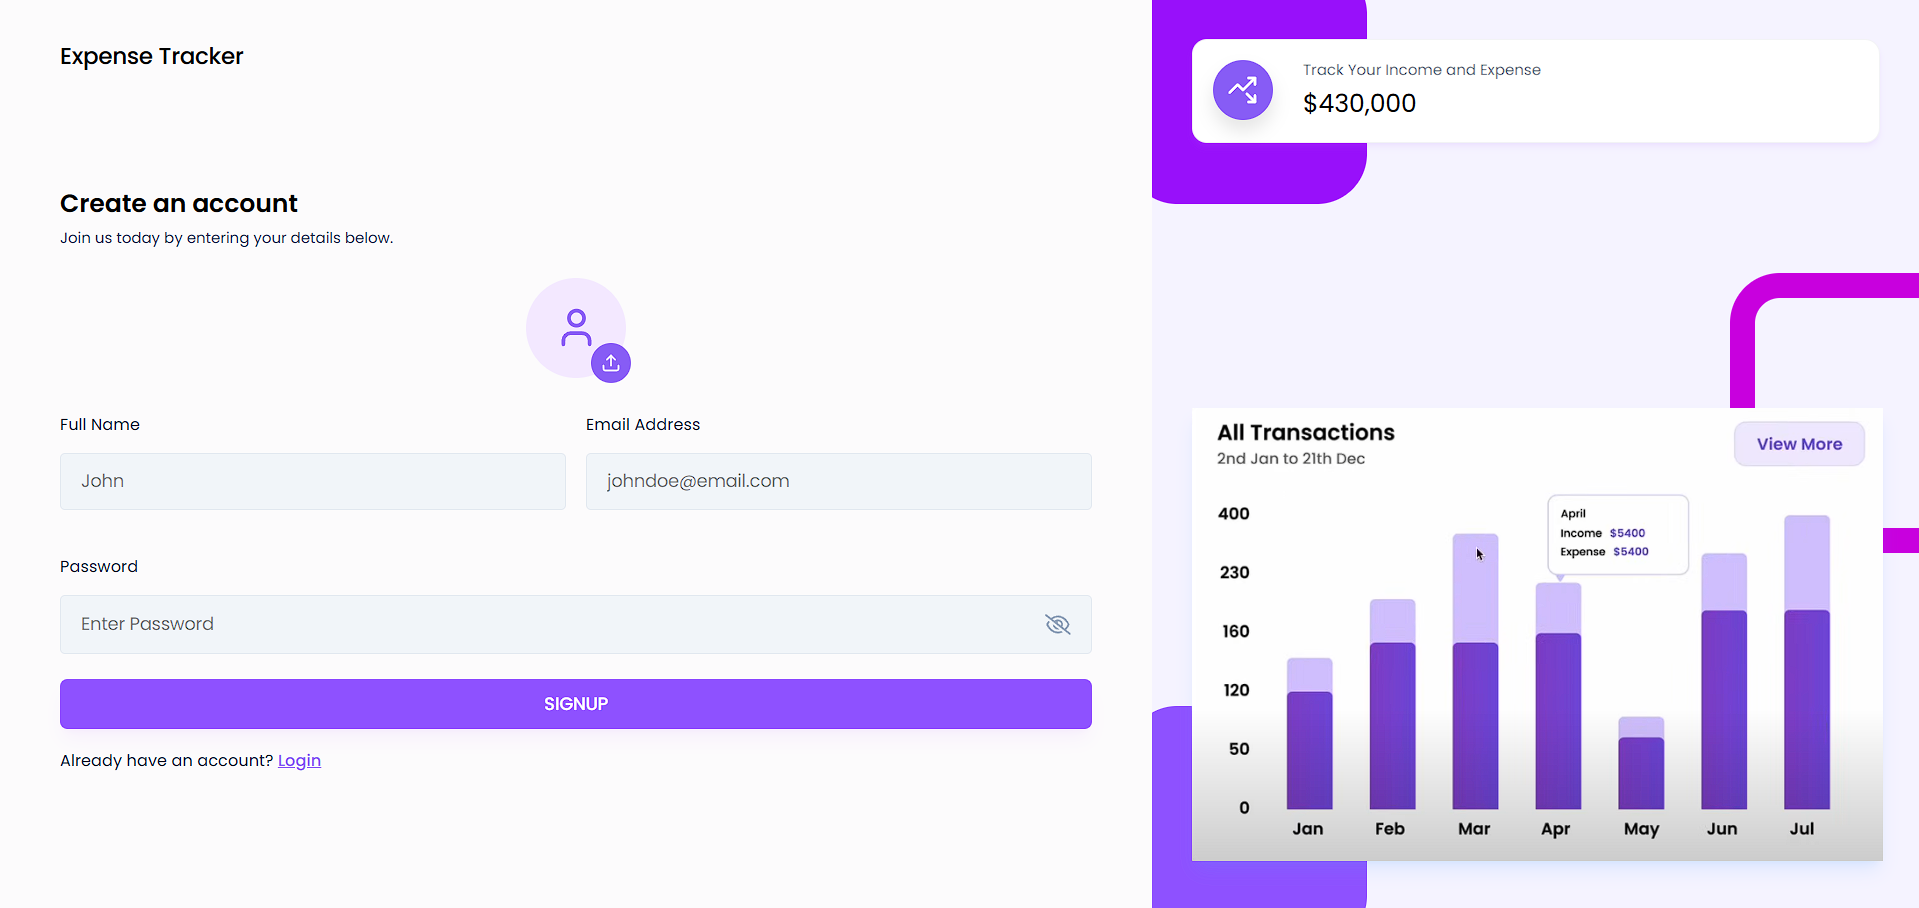 Expense Tracker
Create an account
Join us today by entering your details below.
Full Name
John
Email Address
johndoe@email.com
Password
Enter Password
SIGNUP
Already have an account? Login
Track Your Income and Expense
$430,000
All Transactions
2nd Jan to 21th Dec
View More
April
Income $5400
Expense $5400
400
230
160
120
50
0
Jan Feb Mar Apr May Jun Jul